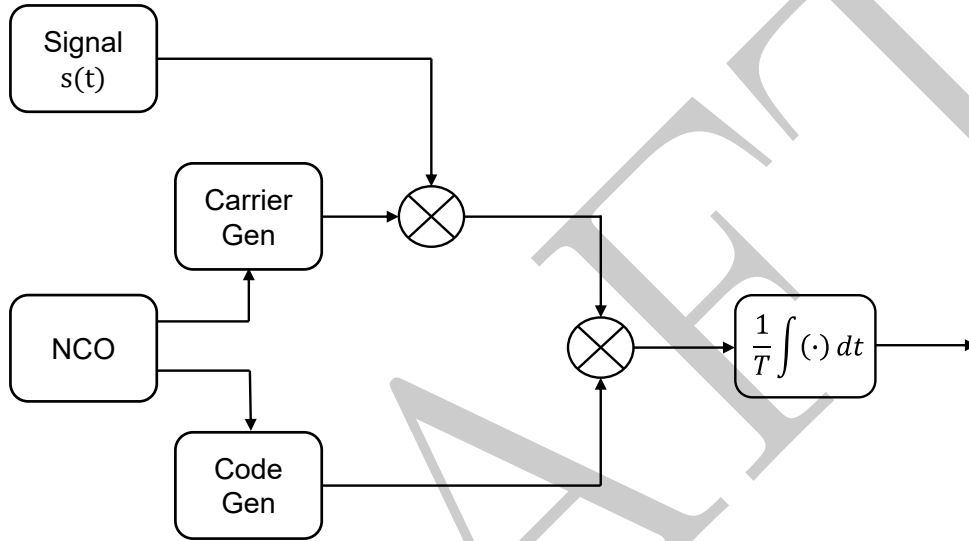 Signal
s(t)
Carrier
Gen
NCO
Code
Gen
1/T ∫(·) dt